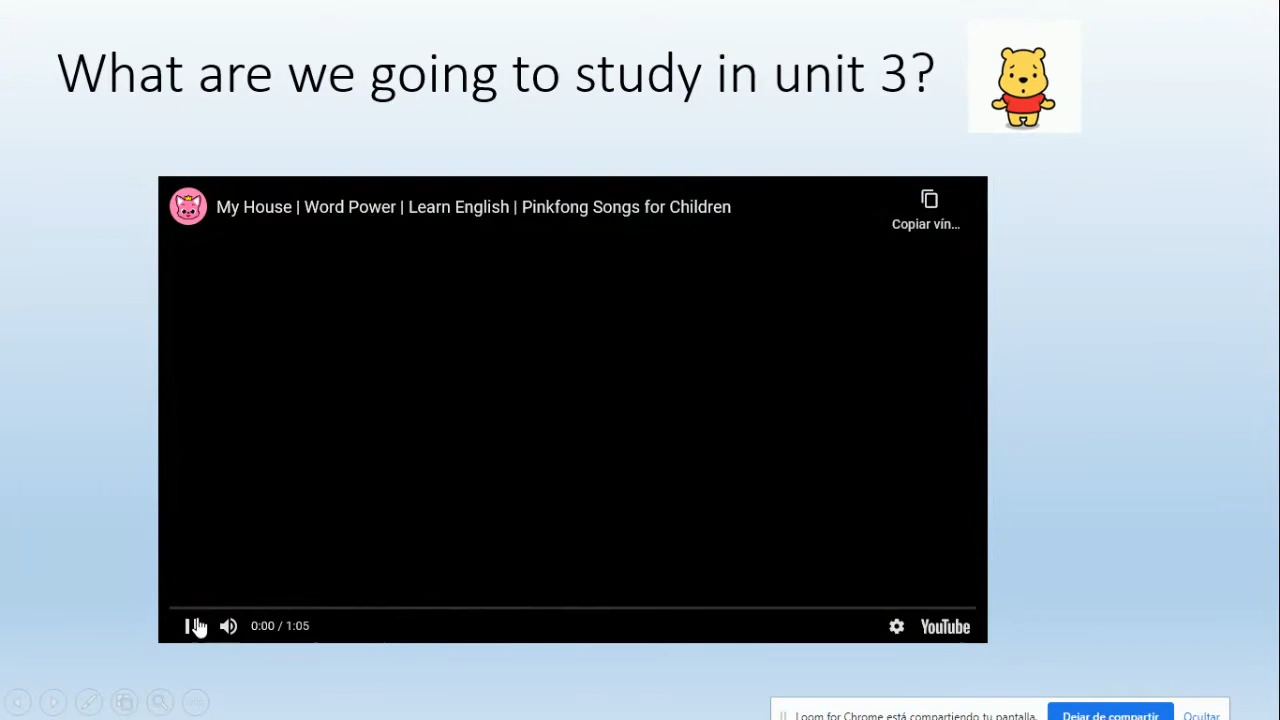 What are we going to study in unit 3?
My House | Word Power | Learn English | Pinkfong Songs for Children
Copiar vín...
0:00 / 1:05
YouTube
Loom for Chrome está compartiendo tu pantalla.
Dejar de compartir
Ocultar